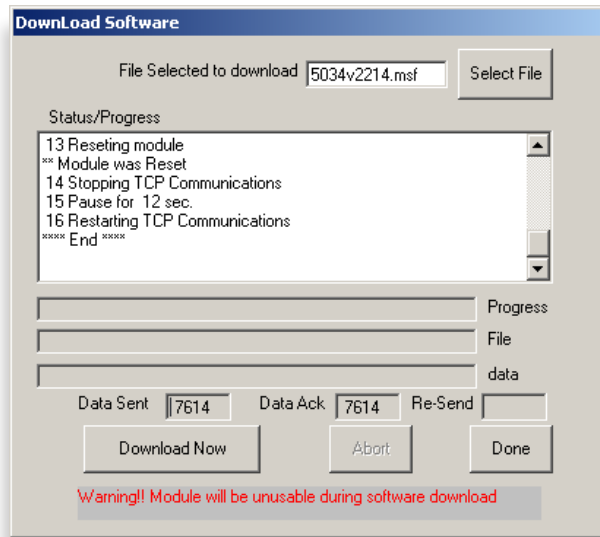 DownLoad Software
File Selected to download 5034v2214.msf Select File
Status/Progress
13 Reseting module
** Module was Reset
14 Stopping TCP Communications
15 Pause for 12 sec.
16 Restarting TCP Communications
**** End ****
Progress
File
data
Data Sent 7614 Data Ack 7614 Re-Send
Download Now Abort Done
Warning!! Module will be unusable during software download